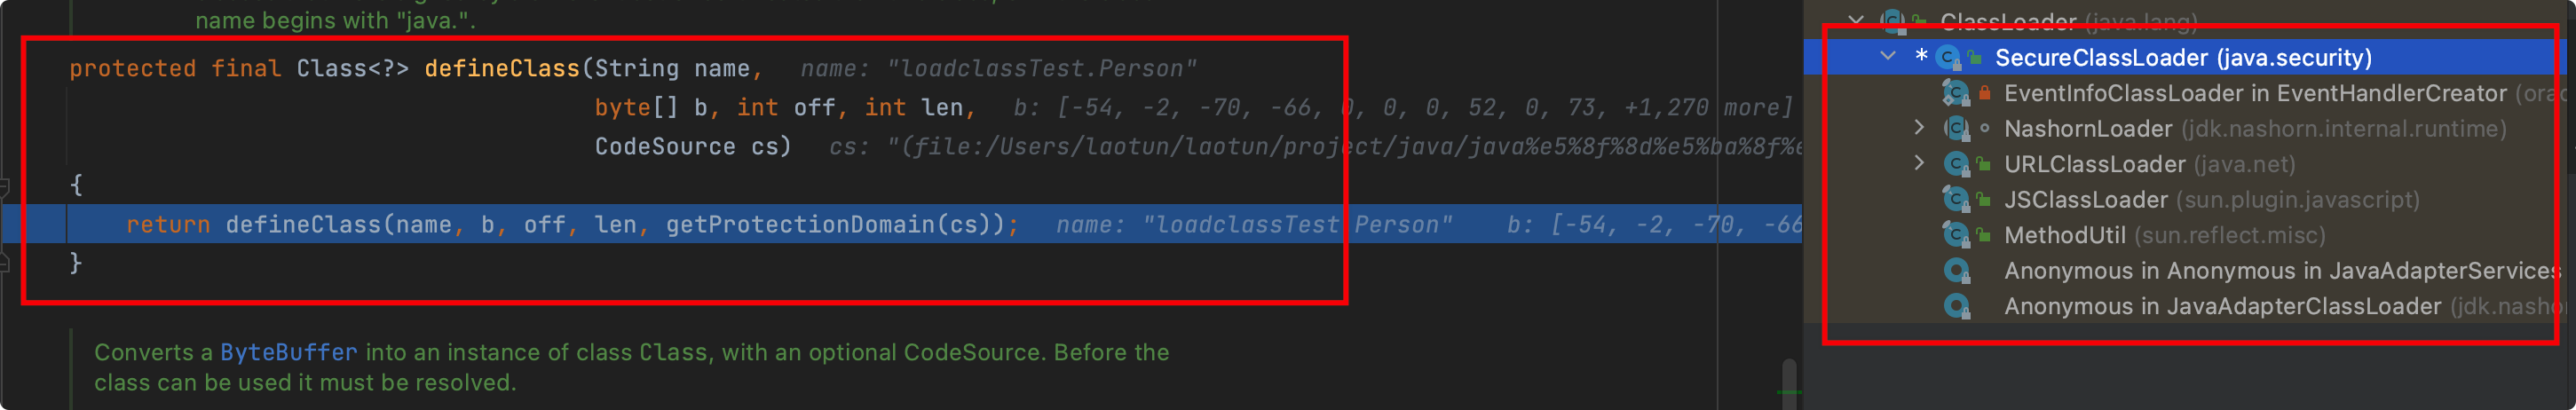 name begins with "java.".
protected final Class<?> defineClass(String name,   name: "loadclassTest.Person"
byte[] b, int off, int len,   b: [-54, -2, -70, -66, 0, 0, 0, 52, 0, 73, +1,270 more]
CodeSource cs)   cs: "(file:/Users/laotun/laotun/project/java/java%e5%8f%8d%e5%ba%8f%e
{
return defineClass(name, b, off, len, getProtectionDomain(cs));   name: "loadclassTest.Person"   b: [-54, -2, -70, -66
}
Converts a ByteBuffer into an instance of class Class, with an optional CodeSource. Before the
class can be used it must be resolved.
ClassLoader (java.lang)
* SecureClassLoader (java.security)
EventInfoClassLoader in EventHandlerCreator (orac
NashornLoader (jdk.nashorn.internal.runtime)
URLClassLoader (java.net)
JSClassLoader (sun.plugin.javascript)
MethodUtil (sun.reflect.misc)
Anonymous in Anonymous in JavaAdapterServices
Anonymous in JavaAdapterClassLoader (jdk.nashor